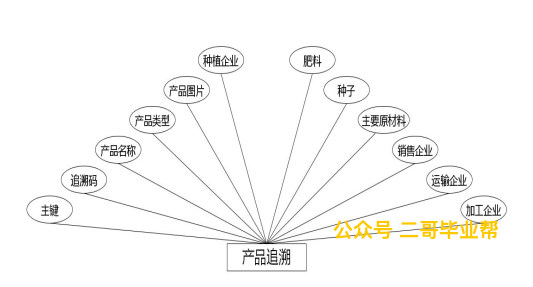 种植企业
肥料
产品图片
种子
产品类型
主要原材料
产品名称
销售企业
追溯码
运输企业
主键
加工企业
公众号 二哥毕业帮
产品追溯